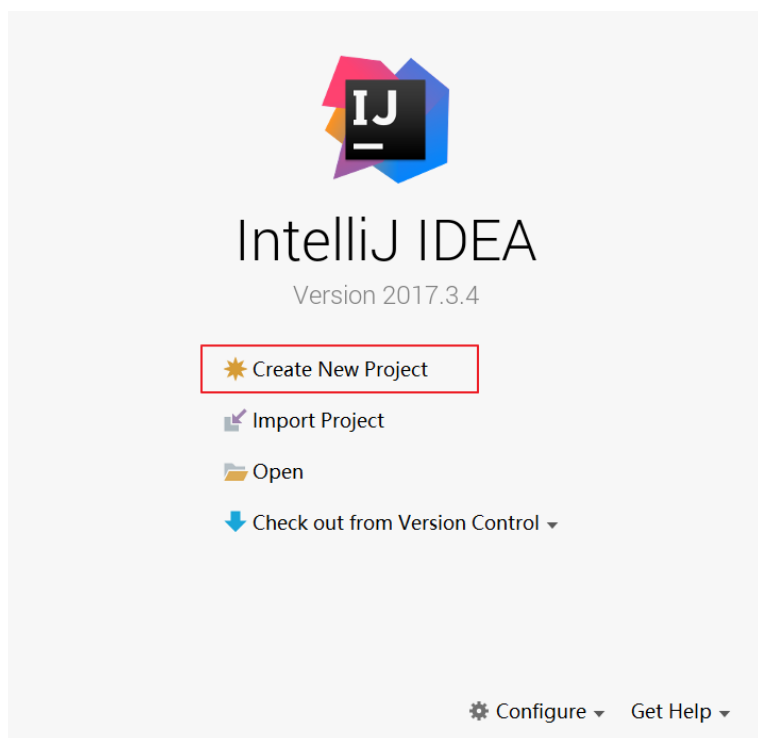 IJ
IntelliJ IDEA
Version 2017.3.4
Create New Project
Import Project
Open
Check out from Version Control
Configure Get Help